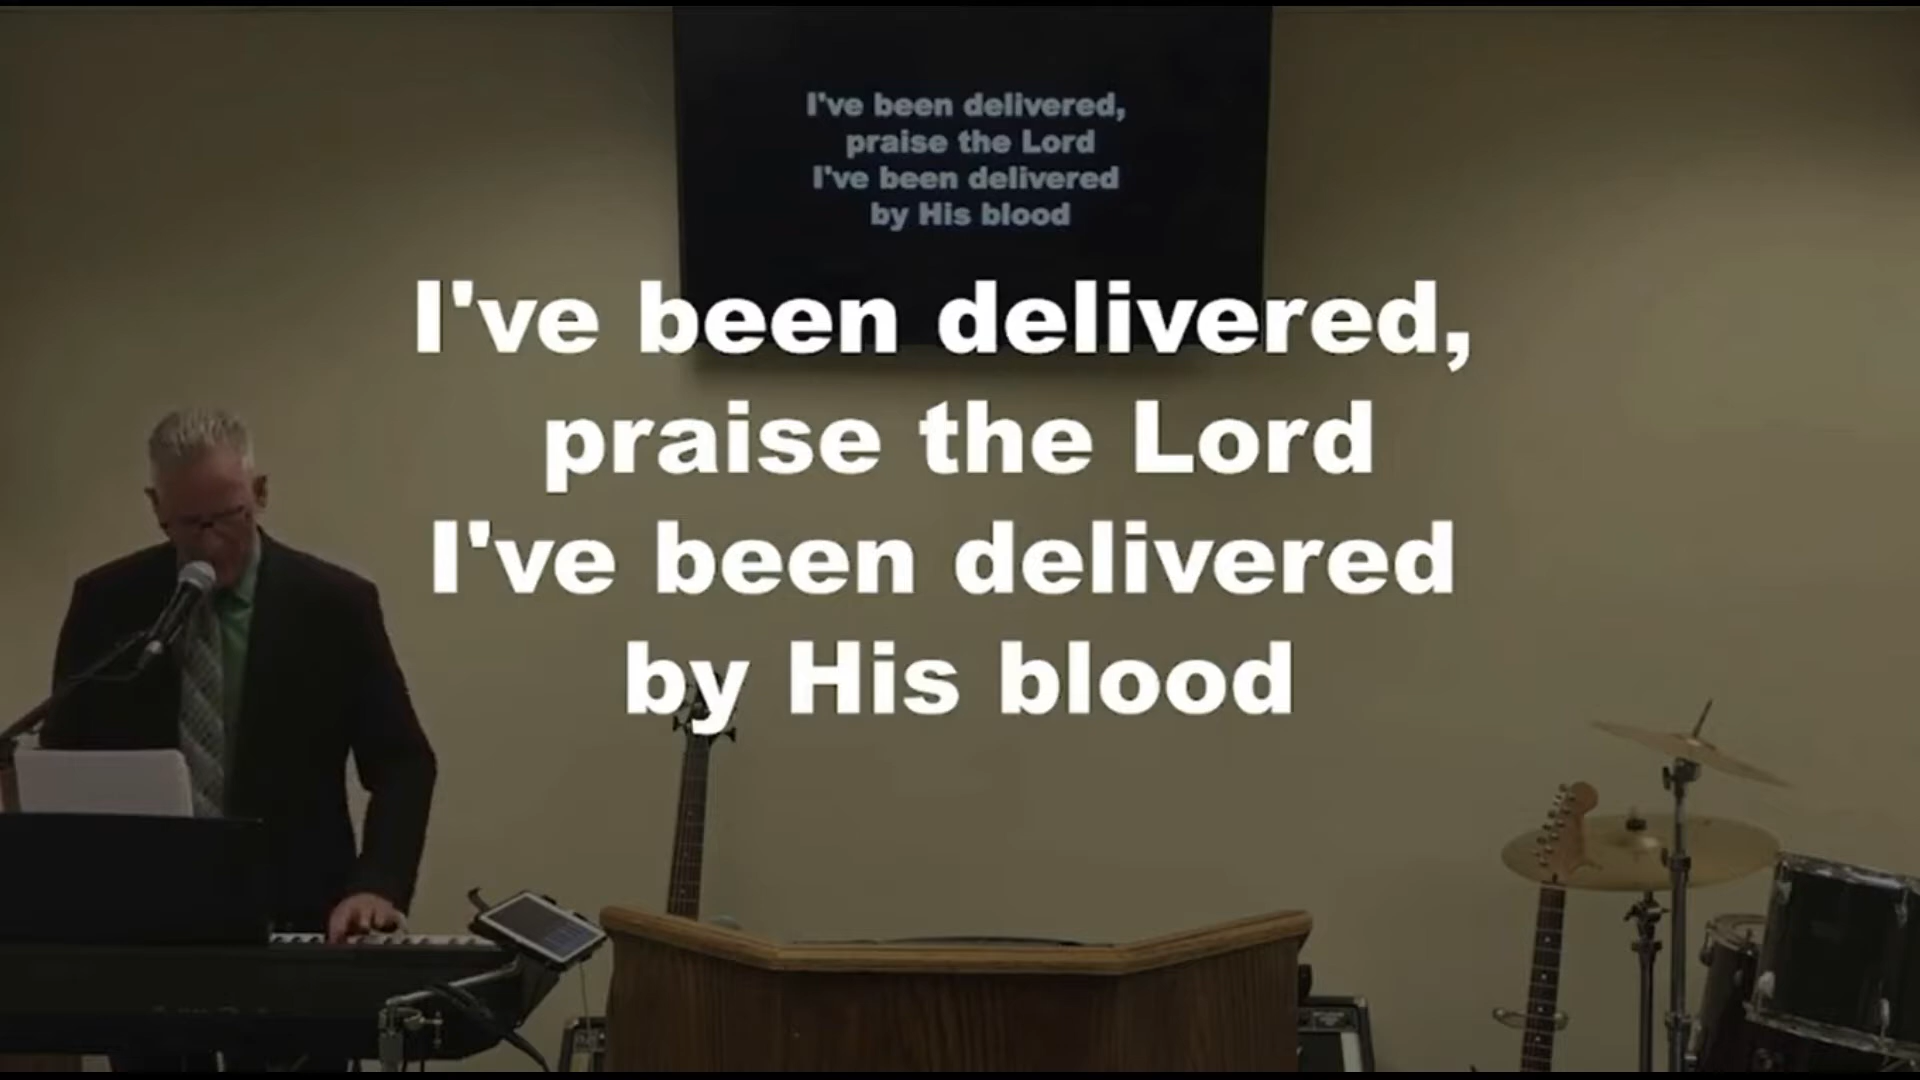 I've been delivered,
praise the Lord
I've been delivered
by His blood
I've been delivered,
praise the Lord
I've been delivered
by His blood